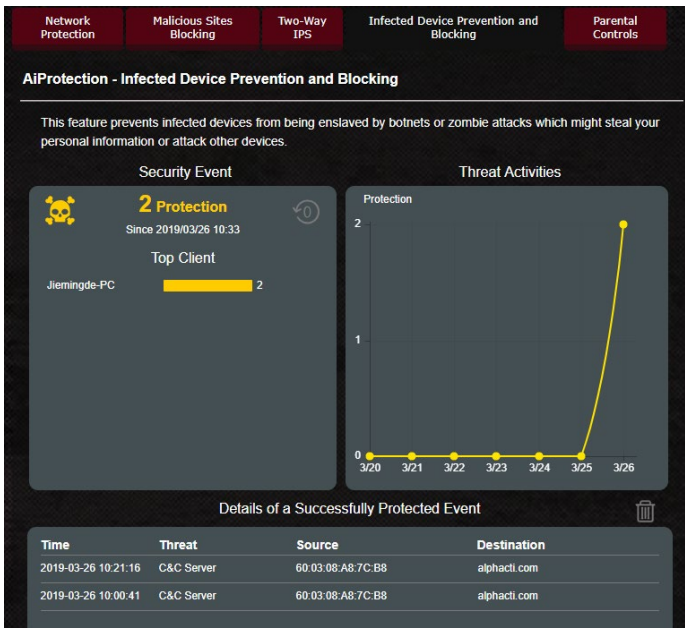 Network Protection
Malicious Sites Blocking
Two-Way IPS
Infected Device Prevention and Blocking
Parental Controls
AiProtection - Infected Device Prevention and Blocking
This feature prevents infected devices from being enslaved by botnets or zombie attacks which might steal your
personal information or attack other devices.
Security Event
2 Protection
0
Since 2019/03/26 10:33
Top Client
Jiemingde-PC 2
Threat Activities
Protection
2
1
0
3/20 3/21 3/22 3/23 3/24 3/25 3/26
Details of a Successfully Protected Event
Time Threat Source Destination
2019-03-26 10:21:16 C&C Server 60:03:08:A8:7C:B8 alphacti.com
2019-03-26 10:00:41 C&C Server 60:03:08:A8:7C:B8 alphacti.com